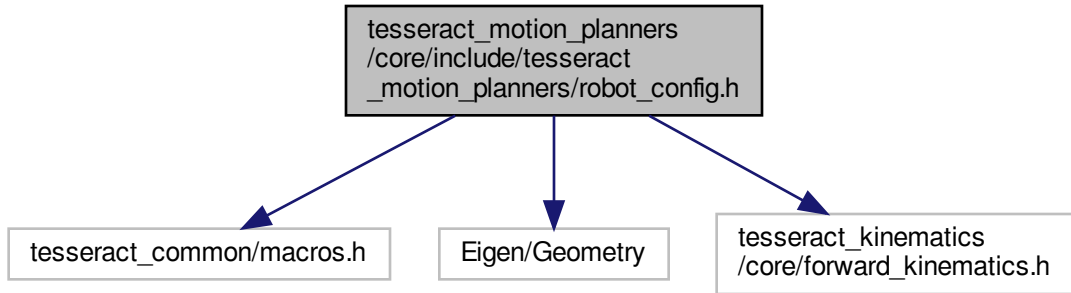 tesseract_motion_planners
/core/include/tesseract
_motion_planners/robot_config.h
tesseract_common/macros.h
Eigen/Geometry
tesseract_kinematics
/core/forward_kinematics.h